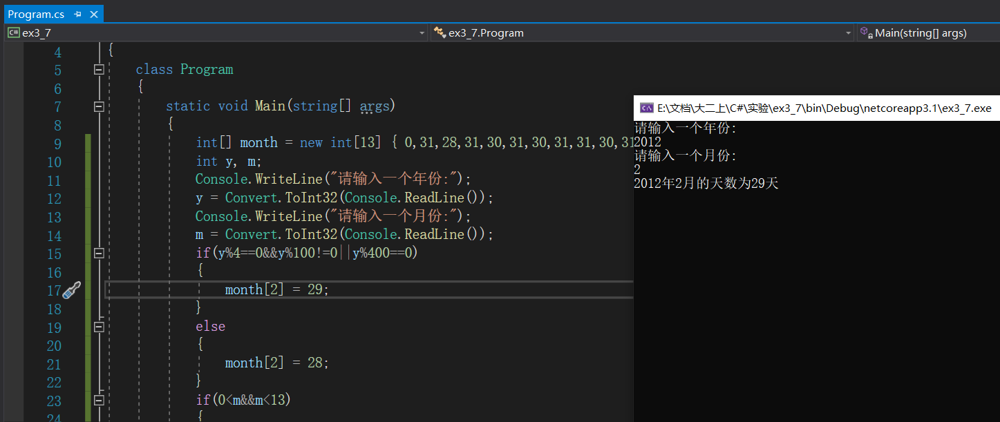 Program.cs
C# ex3_7
ex3_7.Program
Main(string[] args)
4 {
5 class Program
6 {
7 static void Main(string[] args)
8 {
9 int[] month = new int[13] { 0,31,28,31,30,31,30,31,31,30,31
10 int y, m;
11 Console.WriteLine("请输入一个年份:");
12 y = Convert.ToInt32(Console.ReadLine());
13 Console.WriteLine("请输入一个月份:");
14 m = Convert.ToInt32(Console.ReadLine());
15 if(y%4==0&&y%100!=0||y%400==0)
16 {
17 month[2] = 29;
18 }
19 else
20 {
21 month[2] = 28;
22 }
23 if(0<m&&m<13)
24 {
C:\ E:\文档\大二上\C#\实验\ex3_7\bin\Debug\netcoreapp3.1\ex3_7.exe
请输入一个年份:
2012
请输入一个月份:
2
2012年2月的天数为29天